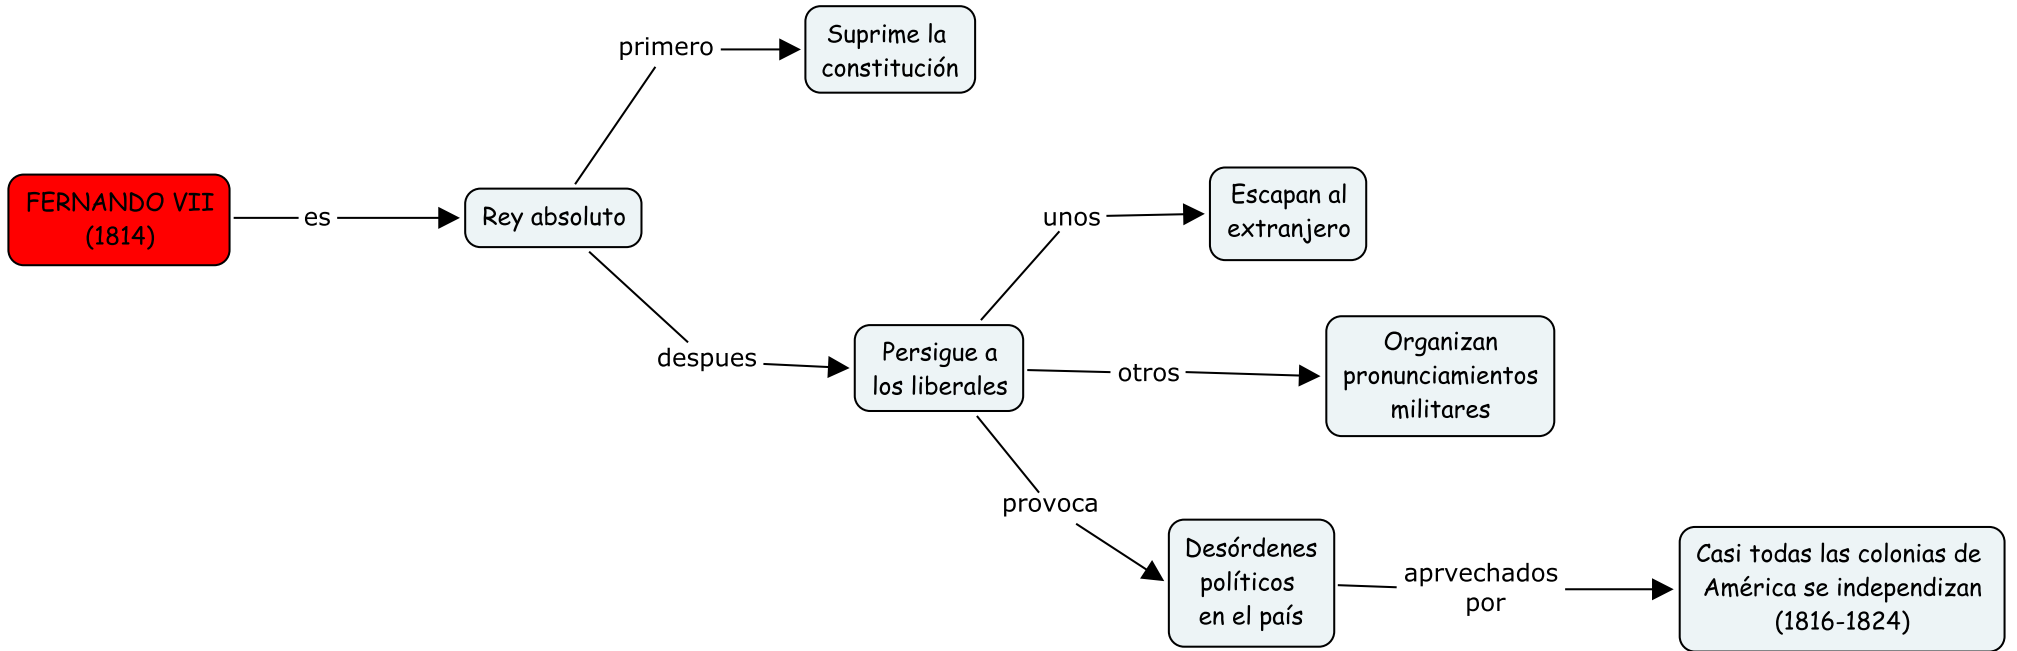 primero
Suprime la
constitución
FERNANDO VII
(1814)
es
Rey absoluto
despues
Persigue a
los liberales
unos
Escapan al
extranjero
otros
Organizan
pronunciamientos
militares
provoca
Desórdenes
políticos
en el país
aprvechados
por
Casi todas las colonias de
América se independizan
(1816-1824)